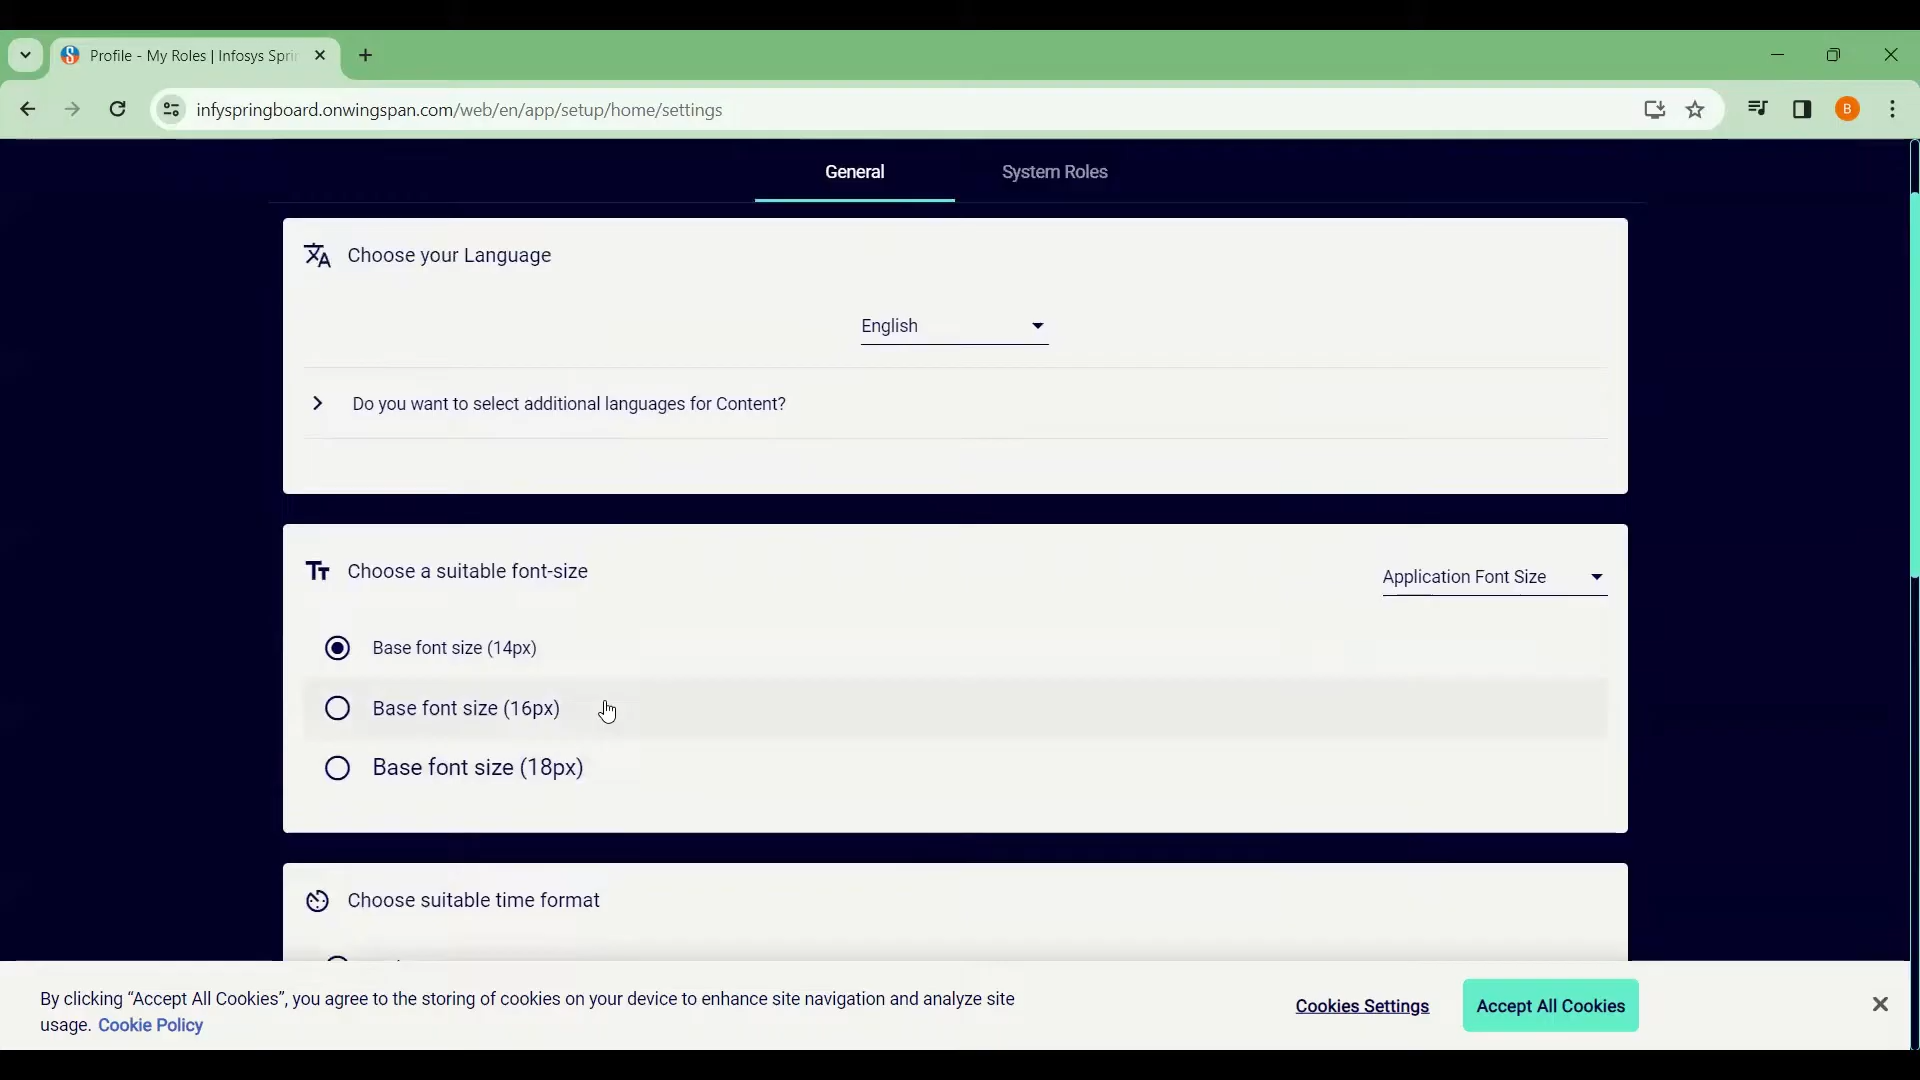 Profile - My Roles | Infosys Sprin
infyspringboard.onwingspan.com/web/en/app/setup/home/settings
B
General
System Roles
Choose your Language
English
Do you want to select additional languages for Content?
Choose a suitable font-size
Application Font Size
Base font size (14px)
Base font size (16px)
Base font size (18px)
Choose suitable time format
By clicking “Accept All Cookies”, you agree to the storing of cookies on your device to enhance site navigation and analyze site
usage. Cookie Policy
Cookies Settings
Accept All Cookies